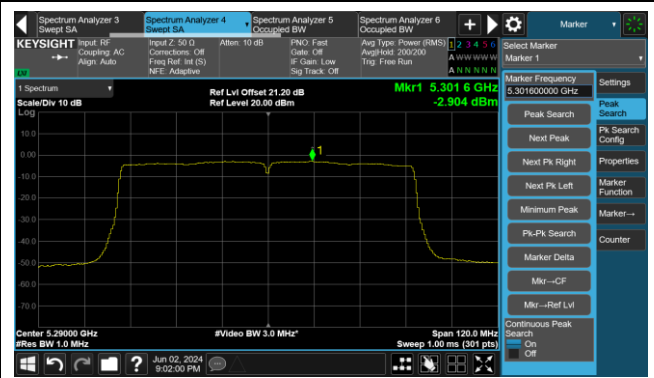 Spectrum Analyzer 3
Swept SA
Spectrum Analyzer 4
Swept SA
Spectrum Analyzer 5
Occupied BW
Spectrum Analyzer 6
Occupied BW
+
Marker
KEYSIGHT
Input: RF
Coupling: AC
Align: Auto
Input Z: 50 Ω
Corrections: Off
Freq Ref: Int (S)
NFE: Adaptive
Atten: 10 dB
PNO: Fast
Gate: Off
IF Gain: Low
Sig Track: Off
Avg Type: Power (RMS)
Avg|Hold: 200/200
Trig: Free Run
1 2 3 4 5 6
A W W W W W
A N N N N N
Select Marker
Marker 1
1 Spectrum
Scale/Div 10 dB
Log
Ref Lvl Offset 21.20 dB
Ref Level 20.00 dBm
Mkr1 5.301 6 GHz
-2.904 dBm
10.0
0.00
-10.0
-20.0
-30.0
-40.0
-50.0
-60.0
-70.0
1
Center 5.29000 GHz
#Res BW 1.0 MHz
#Video BW 3.0 MHz*
Span 120.0 MHz
Sweep 1.00 ms (301 pts)
Marker Frequency
5.301600000 GHz
Peak Search
Next Peak
Next Pk Right
Next Pk Left
Minimum Peak
Pk-Pk Search
Marker Delta
Mkr→CF
Mkr→Ref Lvl
Continuous Peak
Search
On
Off
Settings
Peak
Search
Pk Search
Config
Properties
Marker
Function
Marker→
Counter
?
Jun 02, 2024
9:02:00 PM